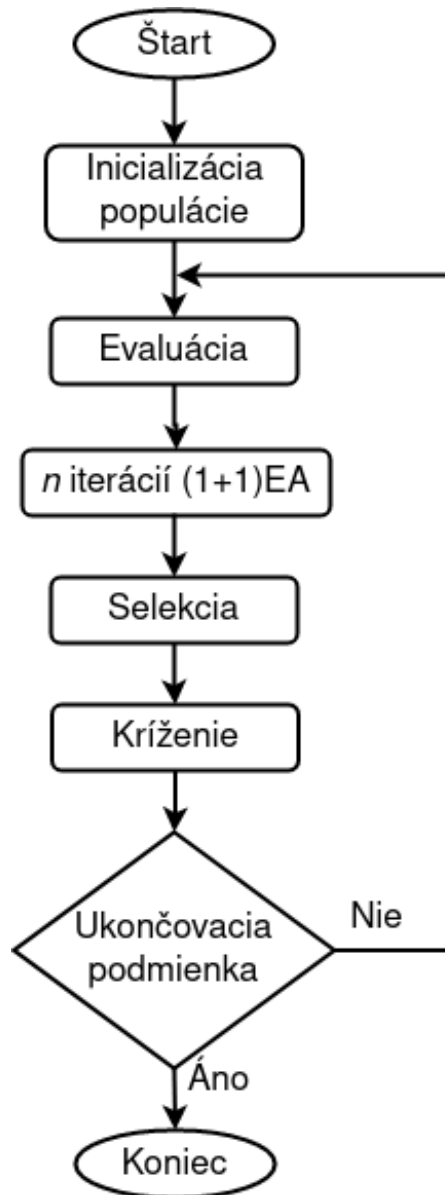 Štart
Inicializácia
populácie
Evaluácia
n iterácií (1+1)EA
Selekcia
Kríženie
Ukončovacia
podmienka
Nie
Áno
Koniec